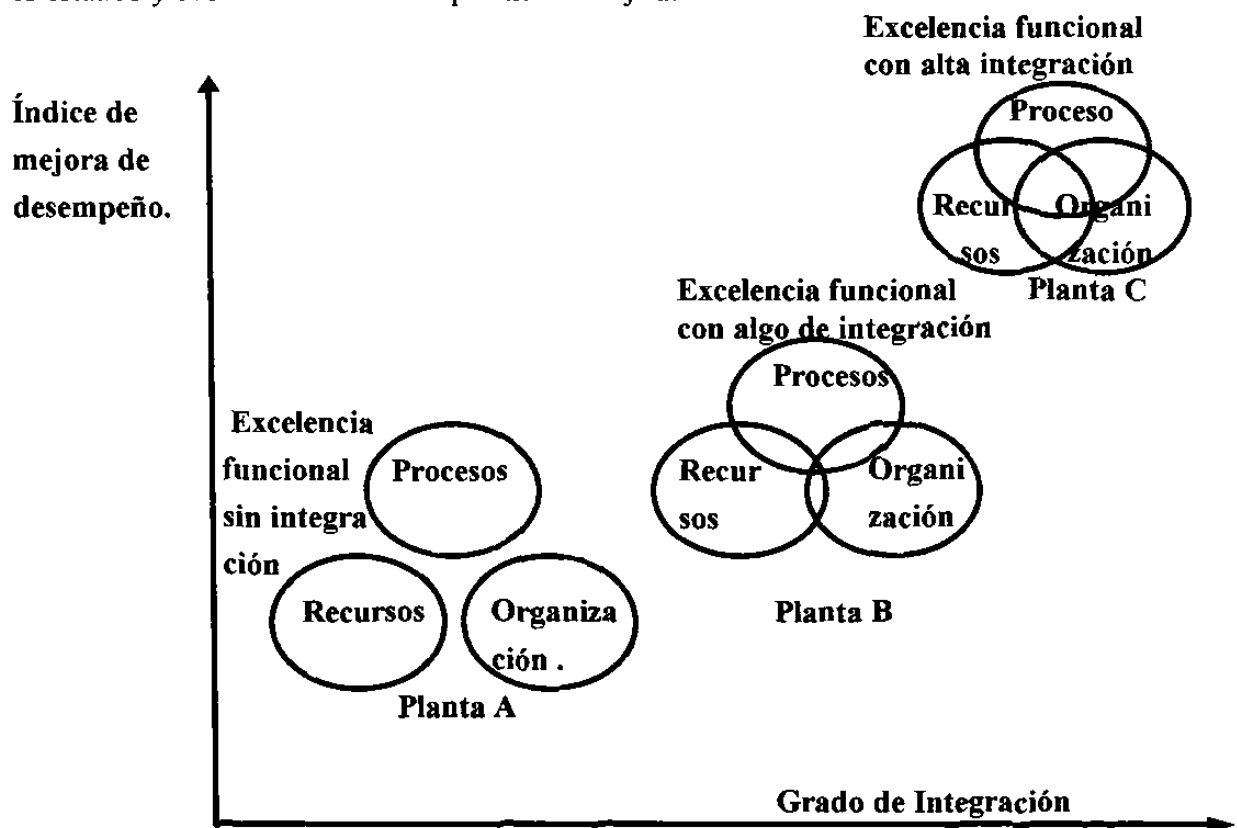 Excelencia funcional
con alta integración
Índice de
mejora de
desempeño.
Proceso
Recur
sos
Organi
zación
Planta C
Excelencia funcional
con algo de integración
Procesos
Recur
sos
Organi
zación
Planta B
Excelencia
funcional
sin integra
ción
Procesos
Recursos
Organiza
ción .
Planta A
Grado de Integración